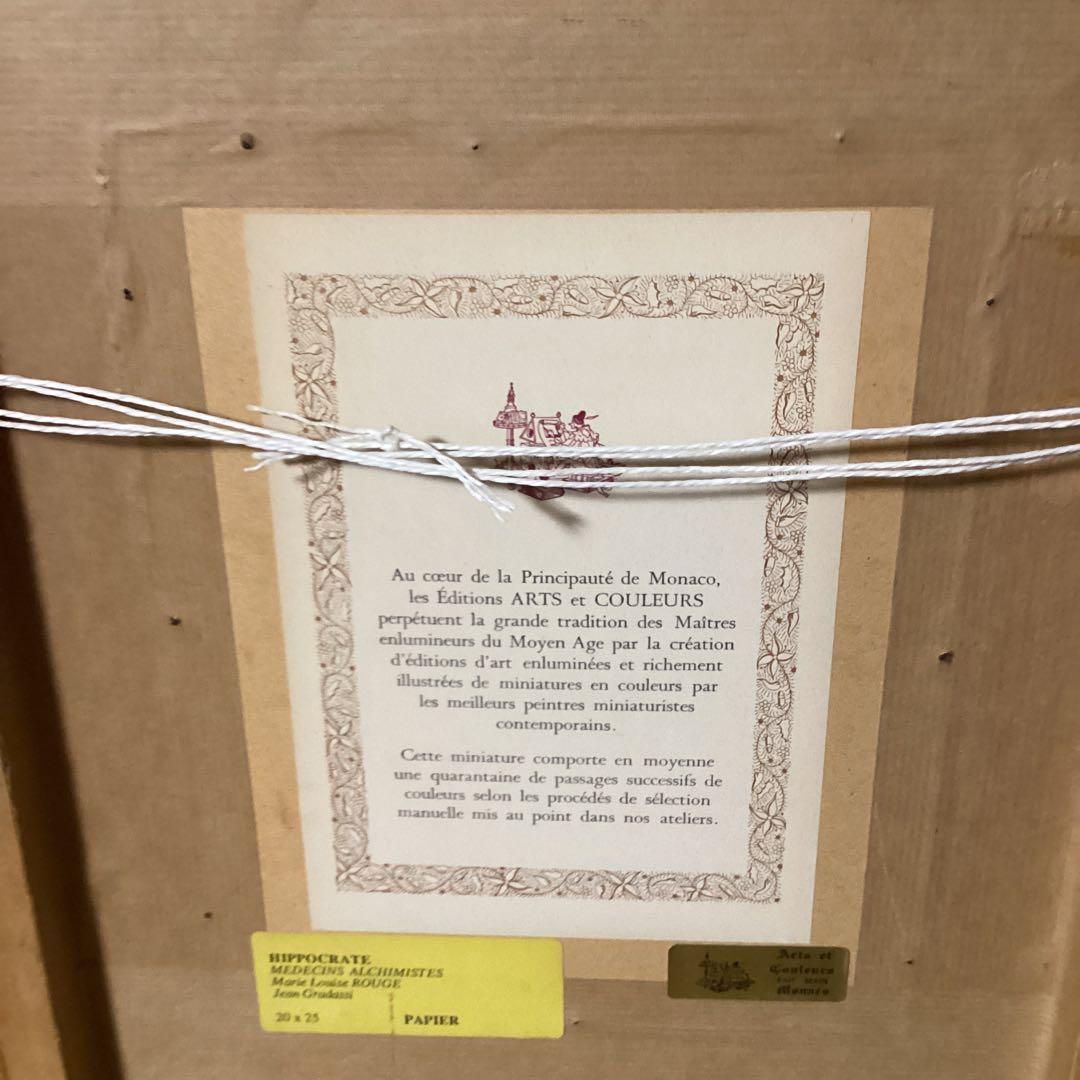 Au cœur de la Principauté de Monaco,
les Éditions ARTS et COULEURS
perpétuent la grande tradition des Maîtres
enlumineurs du Moyen Age par la création
d'éditions d'art enluminées et richement
illustrées de miniatures en couleurs par
les meilleurs peintres miniaturistes
contemporains.
Cette miniature comporte en moyenne
une quarantaine de passages successifs de
couleurs selon les procédés de sélection
manuelle mis au point dans nos ateliers.
HIPPOCRATE
MEDECINS ALCHIMISTES
Marie Louise ROUGE
Jean Gradassi
20 x 25
PAPIER
Arts et
Couleurs
FAIT MAIN
Monaco